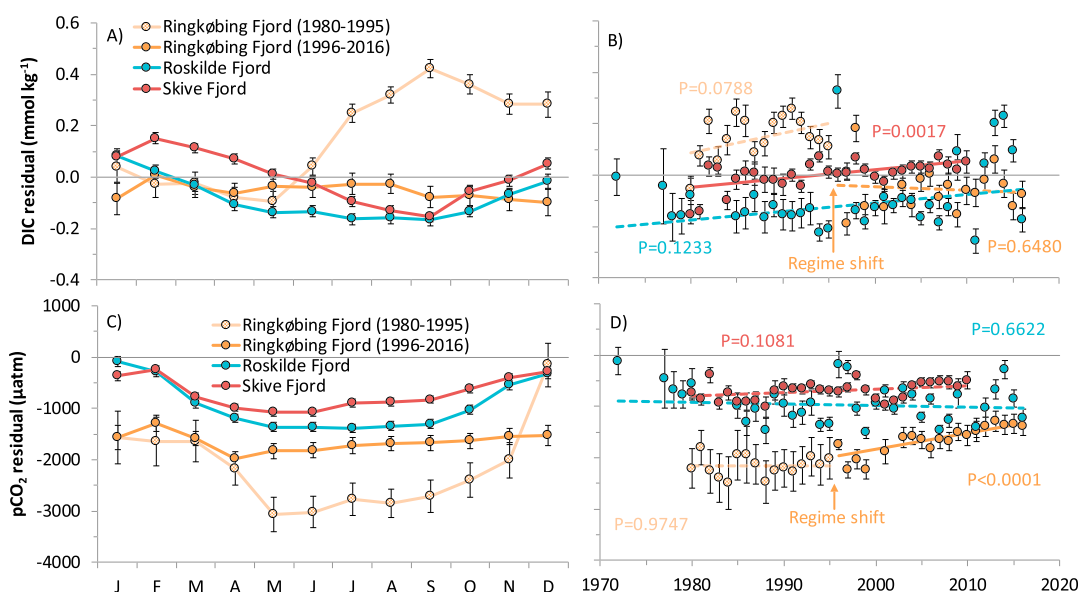 A)
Ringkøbing Fjord (1980-1995)
Ringkøbing Fjord (1996-2016)
Roskilde Fjord
Skive Fjord
DIC residual (mmol kg⁻¹)
0.6
0.4
0.2
0.0
-0.2
-0.4
B)
P=0.0788
P=0.0017
P=0.1233
P=0.6480
Regime shift
C)
Ringkøbing Fjord (1980-1995)
Ringkøbing Fjord (1996-2016)
Roskilde Fjord
Skive Fjord
pCO₂ residual (µatm)
1000
0
-1000
-2000
-3000
-4000
J F M A M J J A S O N D
D)
P=0.6622
P=0.1081
P<0.0001
P=0.9747
Regime shift
1970 1980 1990 2000 2010 2020